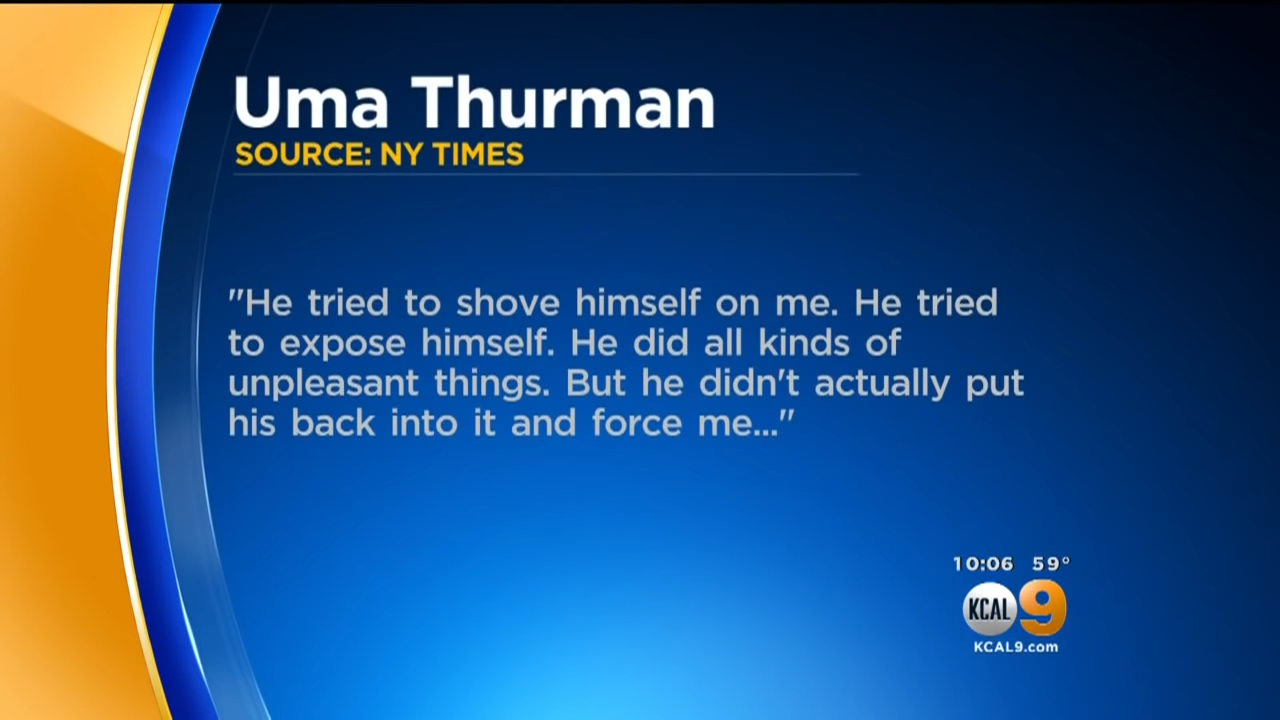 Uma Thurman
SOURCE: NY TIMES
"He tried to shove himself on me. He tried
to expose himself. He did all kinds of
unpleasant things. But he didn't actually put
his back into it and force me..."
10:06 59°
KCAL 9
KCAL9.com